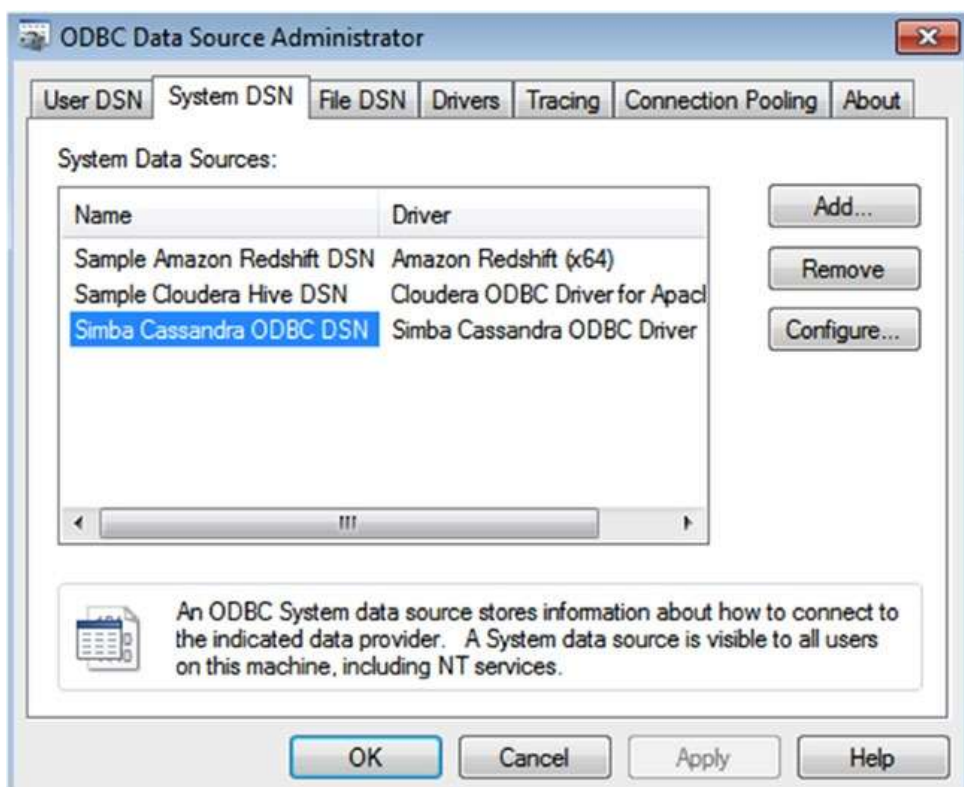 ODBC Data Source Administrator
User DSN System DSN File DSN Drivers Tracing Connection Pooling About
System Data Sources:
Name Driver
Sample Amazon Redshift DSN Amazon Redshift (x64)
Sample Cloudera Hive DSN Cloudera ODBC Driver for Apacl
Simba Cassandra ODBC DSN Simba Cassandra ODBC Driver
Add...
Remove
Configure...
An ODBC System data source stores information about how to connect to
the indicated data provider. A System data source is visible to all users
on this machine, including NT services.
OK Cancel Apply Help